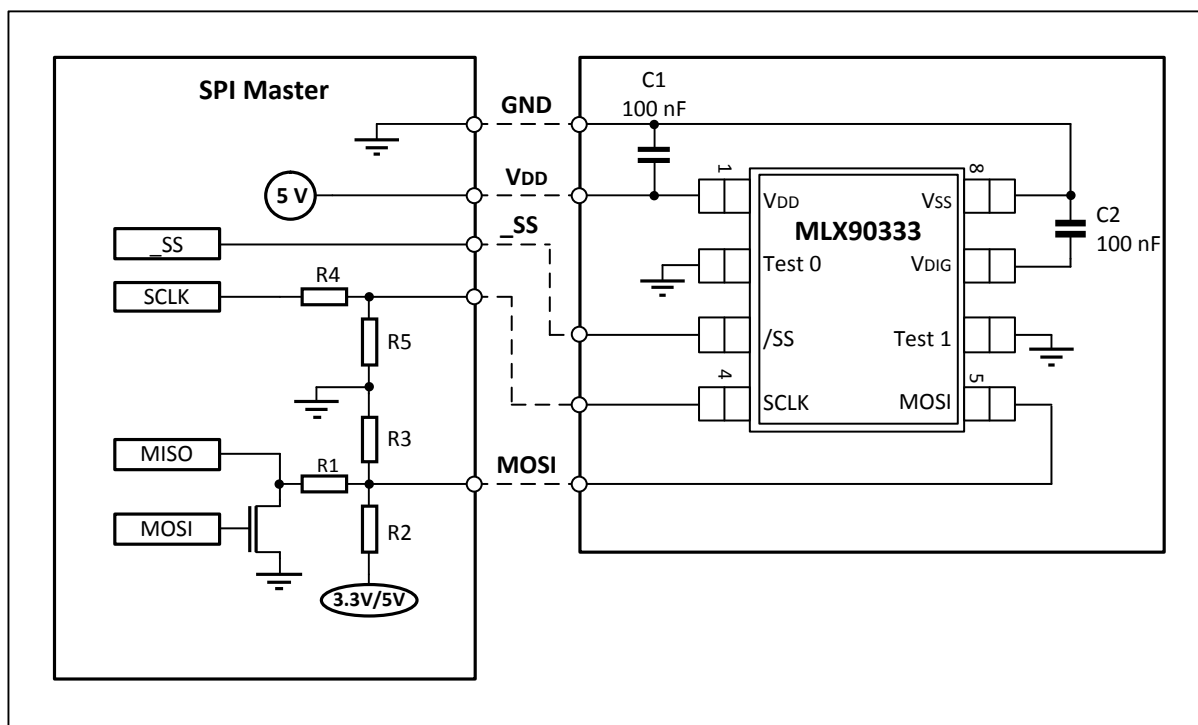 SPI Master
GND
C1
100 nF
5 V
VDD
_SS
_SS
SCLK
R4
R5
R3
MISO
R1
MOSI
MOSI
R2
3.3V/5V
1
8
VDD
VSS
MLX90333
C2
100 nF
Test 0
VDIG
/SS
Test 1
4
5
SCLK
MOSI